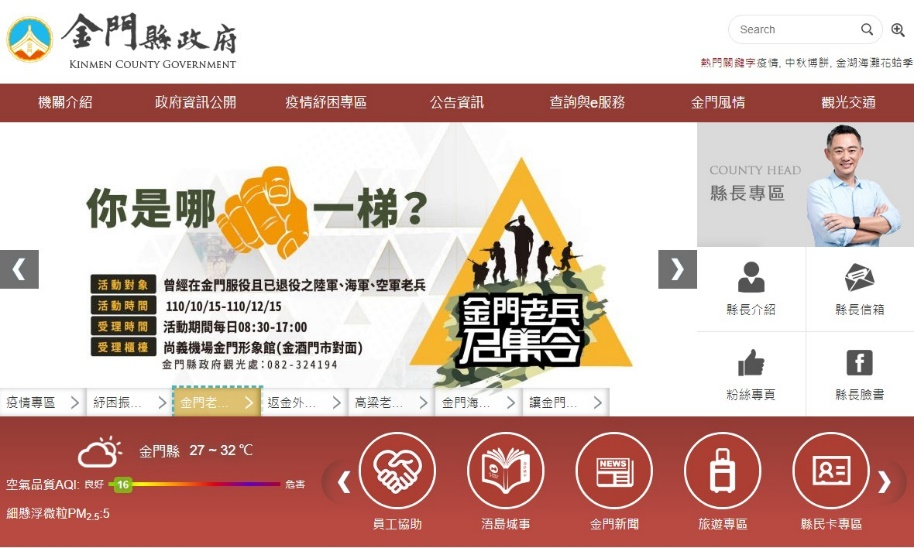 金門縣政府
KINMEN COUNTY GOVERNMENT
Search
熱門關鍵字疫情, 中秋博餅, 金湖海灘花蛤季
機關介紹 政府資訊公開 疫情紓困專區 公告資訊 查詢與e服務 金門風情 觀光交通
你是哪一梯?
活動對象 曾經在金門服役且已退役之陸軍、海軍、空軍老兵
活動時間 110/10/15-110/12/15
受理時間 活動期間每日08:30-17:00
受理櫃檯 尚義機場金門形象館(金酒門市對面)
金門縣政府觀光處:082-324194
金門老兵
召集令
COUNTY HEAD
縣長專區
縣長介紹 縣長信箱
粉絲專頁 縣長臉書
疫情專區 紓困振... 金門老... 返金外... 高粱老... 金門海... 讓金門...
金門縣 27 ~ 32 ℃
空氣品質AQI: 良好 16 危害
細懸浮微粒PM2.5:5
NEWS
員工協助 浯島城事 金門新聞 旅遊專區 縣民卡專區